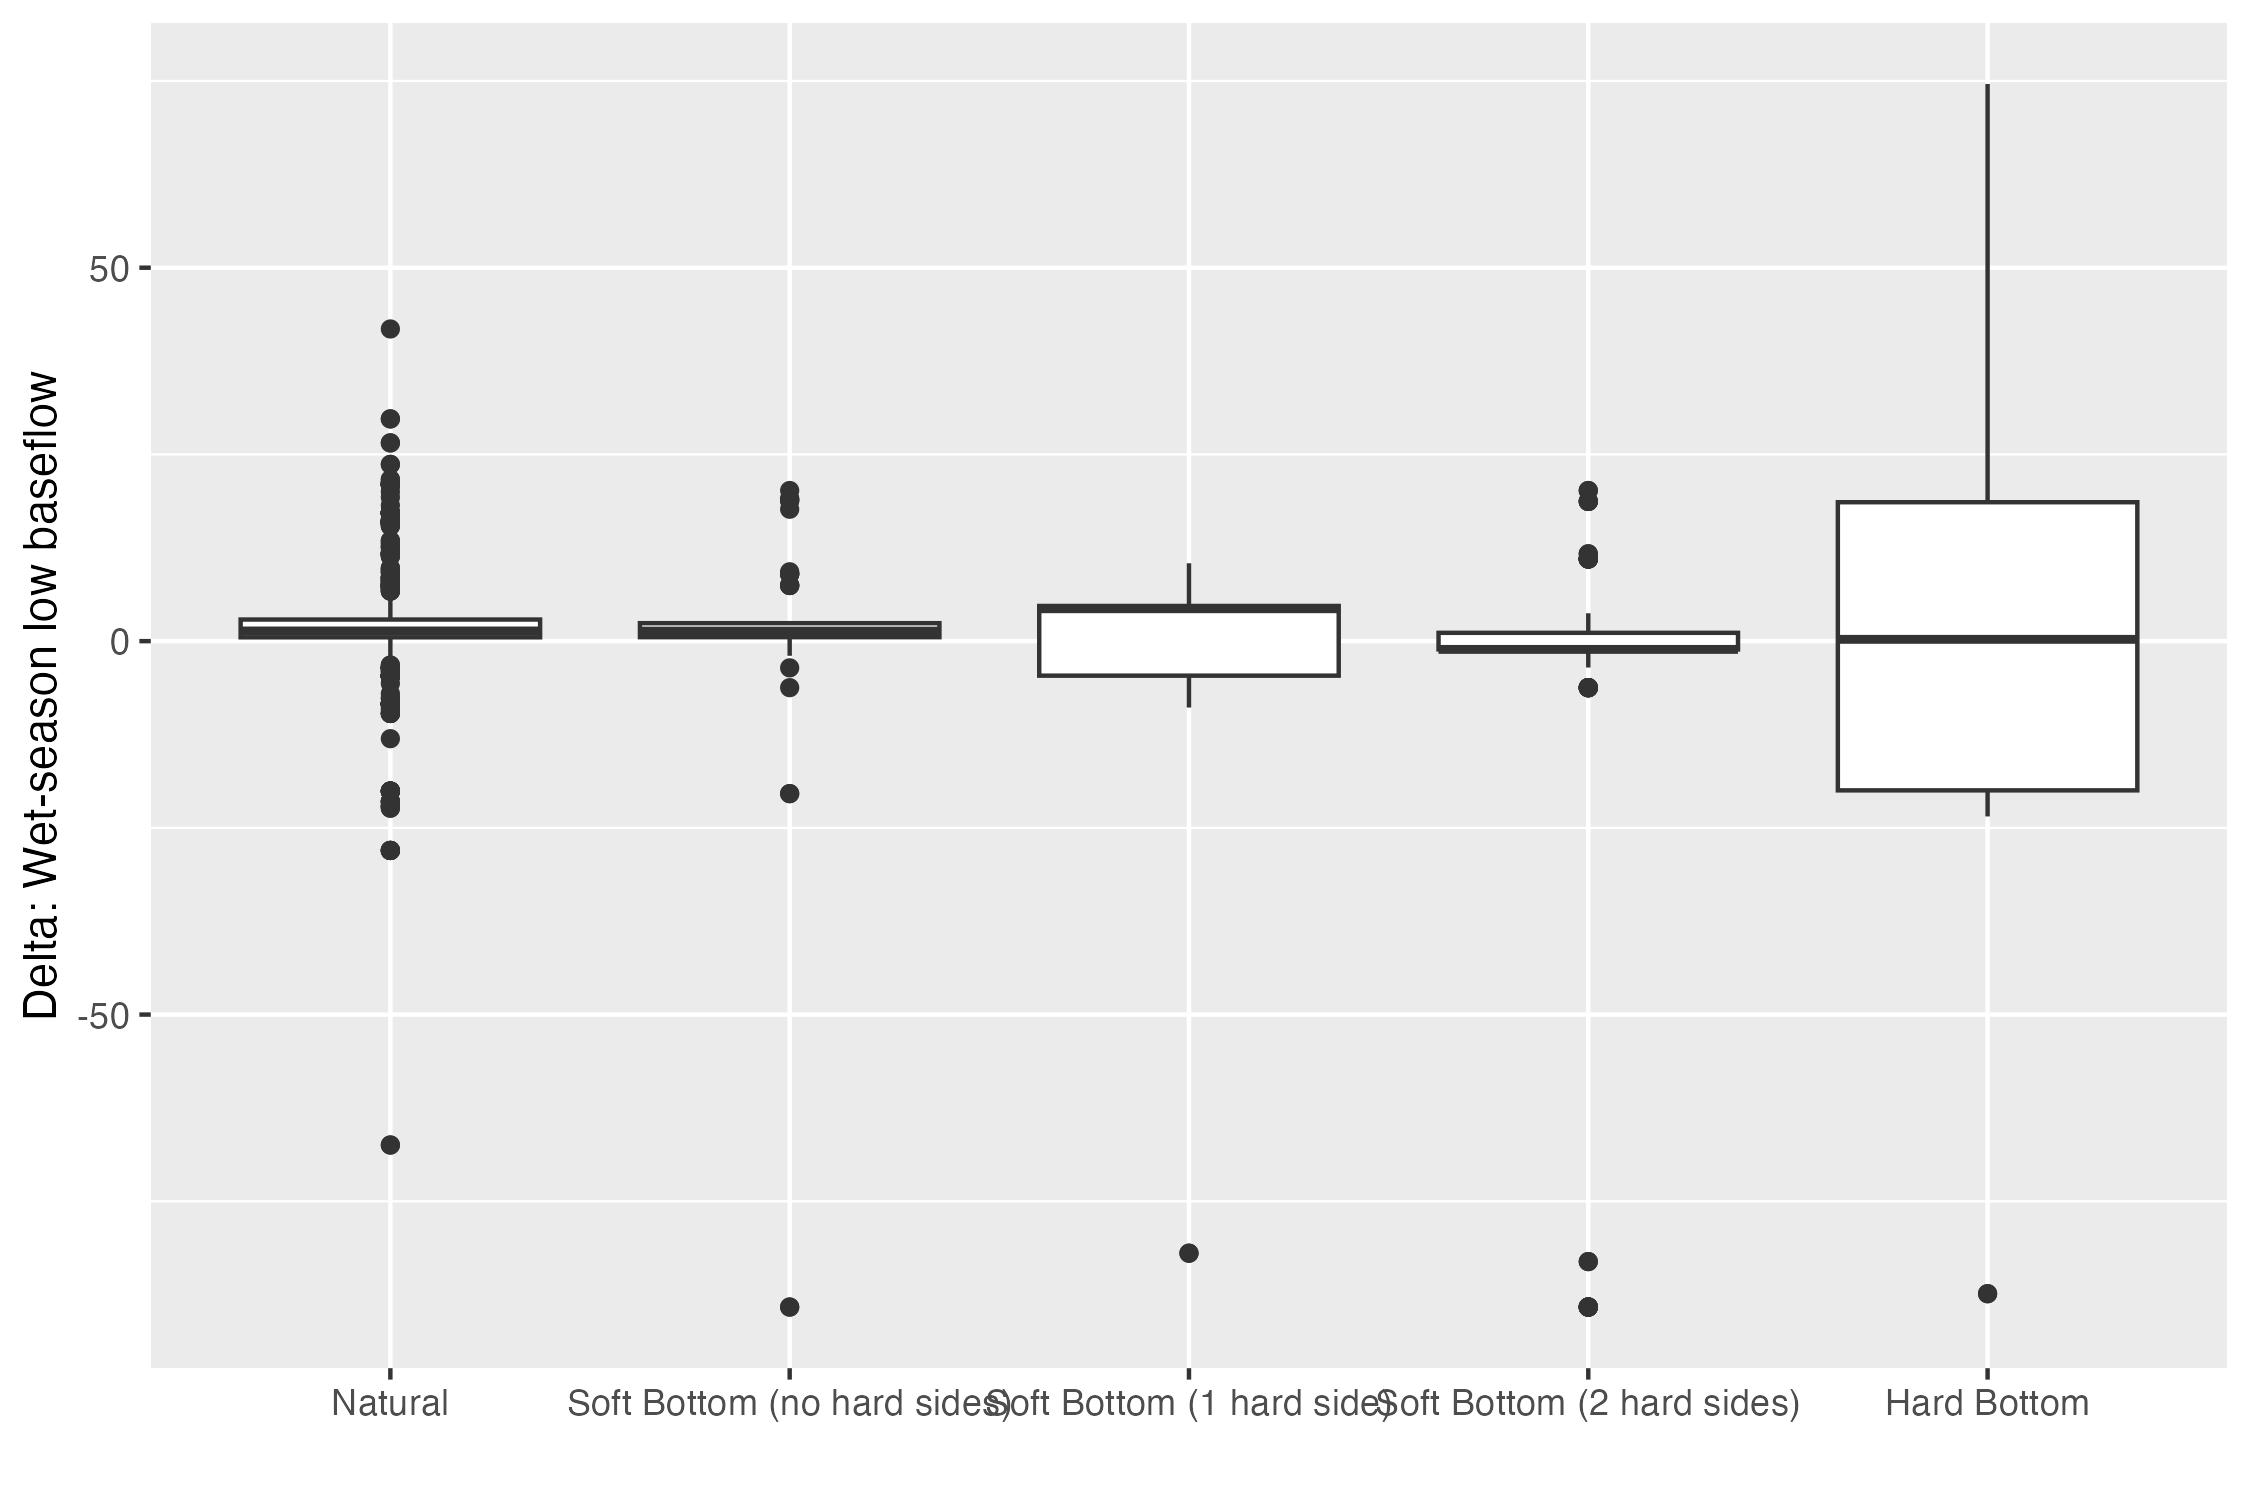 Delta: Wet-season low baseflow
50
0
-50
Natural
Soft Bottom (no hard sides)
Soft Bottom (1 hard side)
Soft Bottom (2 hard sides)
Hard Bottom